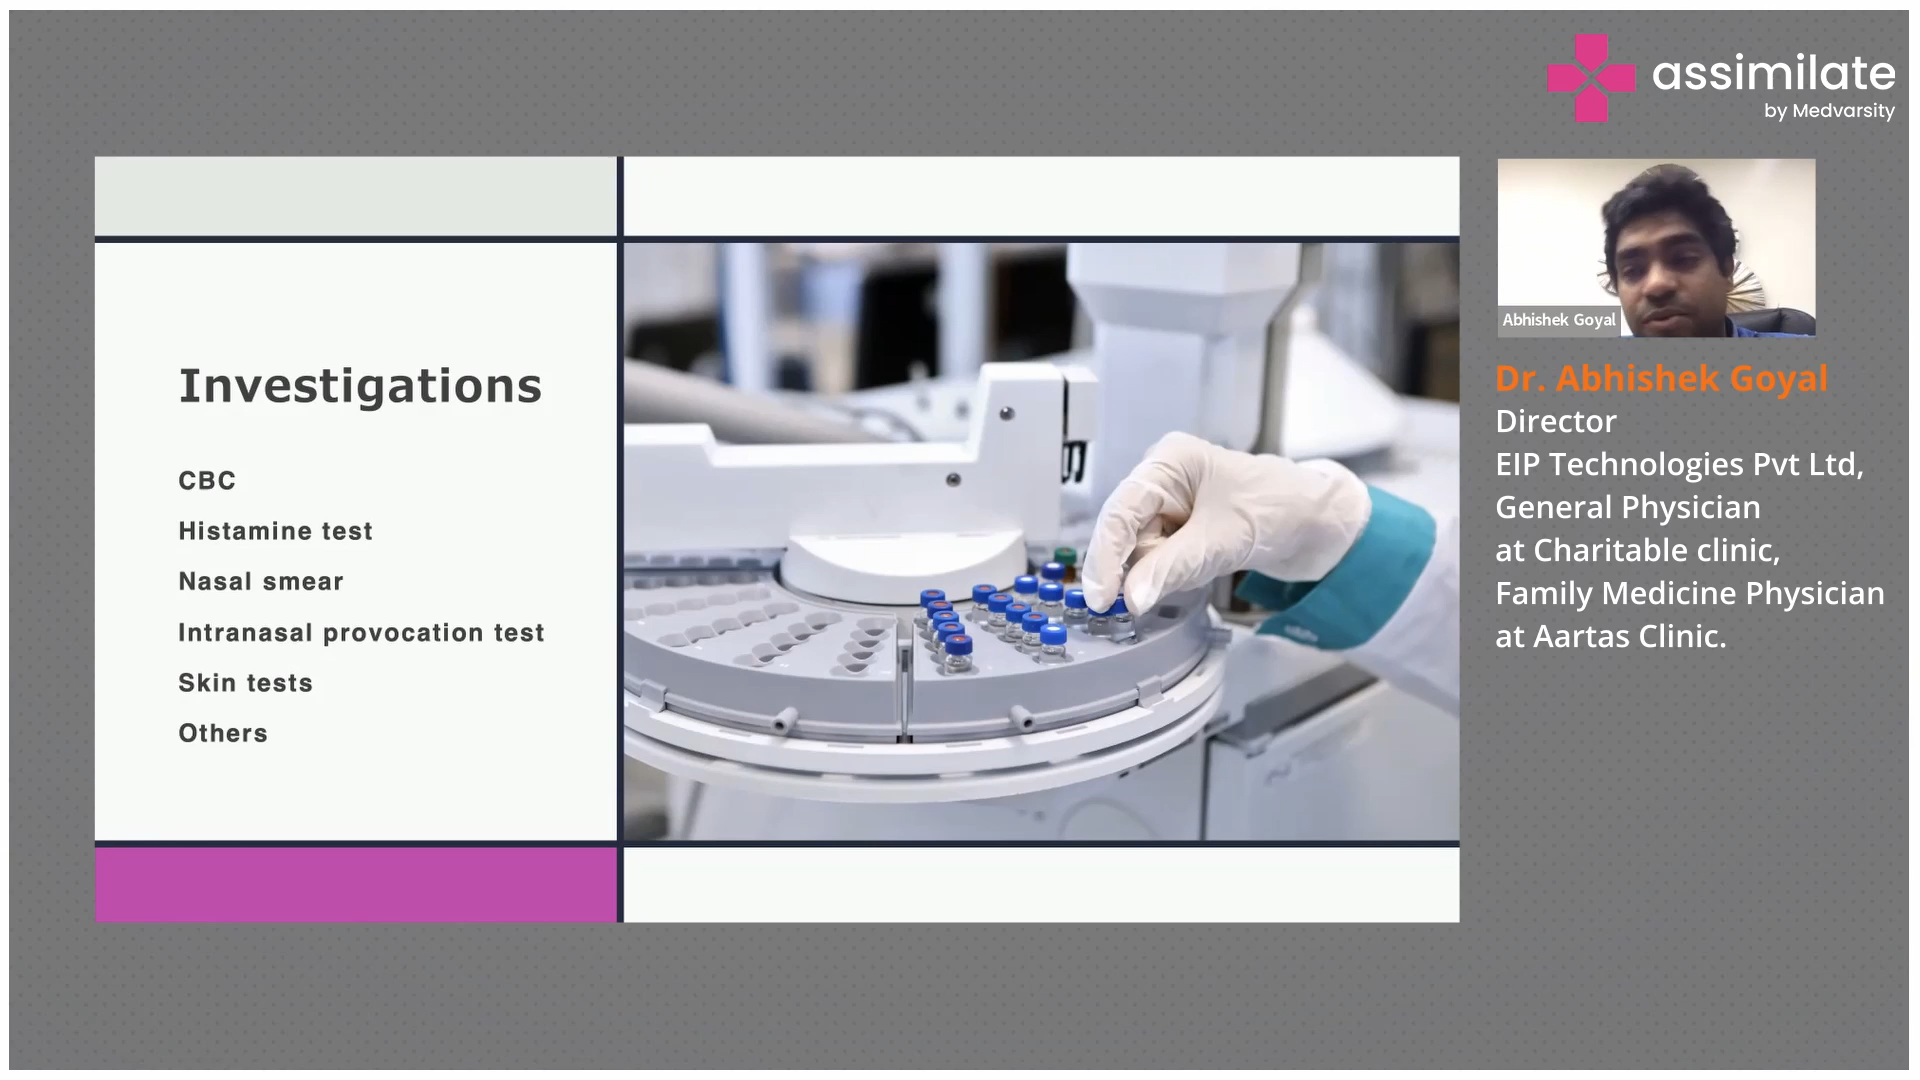 assimilate
by Medvarsity
Investigations
CBC
Histamine test
Nasal smear
Intranasal provocation test
Skin tests
Others
Abhishek Goyal
Dr. Abhishek Goyal
Director
EIP Technologies Pvt Ltd,
General Physician
at Charitable clinic,
Family Medicine Physician
at Aartas Clinic.